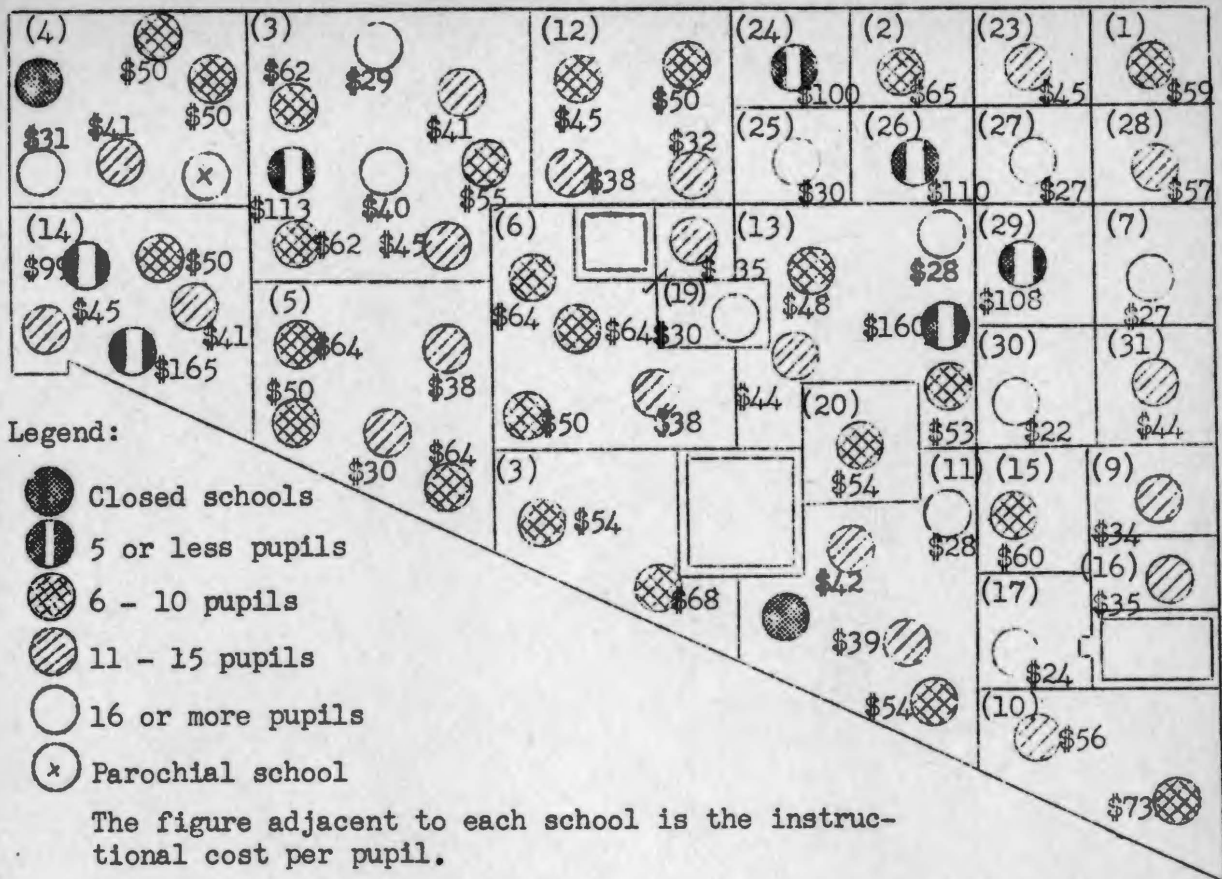 (4) (3) (12) (24) (2) (23) (1)
$50 $62 $29 $100 $65 $45 $59
$50 $41 $45 $50
$31 $41 $32 (25) (26) (27) (28)
$38 $30 $110 $27 $57
$113 $40 $55
(14) $62 $45 (6) $35 (13) $28 (29) (7)
$99 $50 $108
$45 (5) $64 $64 (19) $30 $48 $160 $27
$41 (30) (31)
$165 $64 $38 $44 (20)
$50 $50 $38 $53 $22 $44
Legend:
$30 $64 (3) $54 (11) (15) (9)
Closed schools
$54 $28 $60 $34
5 or less pupils
$42 (16)
6 - 10 pupils
$68 (17) $35
11 - 15 pupils
$39 $24
16 or more pupils
$54 (10) $56
x Parochial school
$73
The figure adjacent to each school is the instruc-
tional cost per pupil.